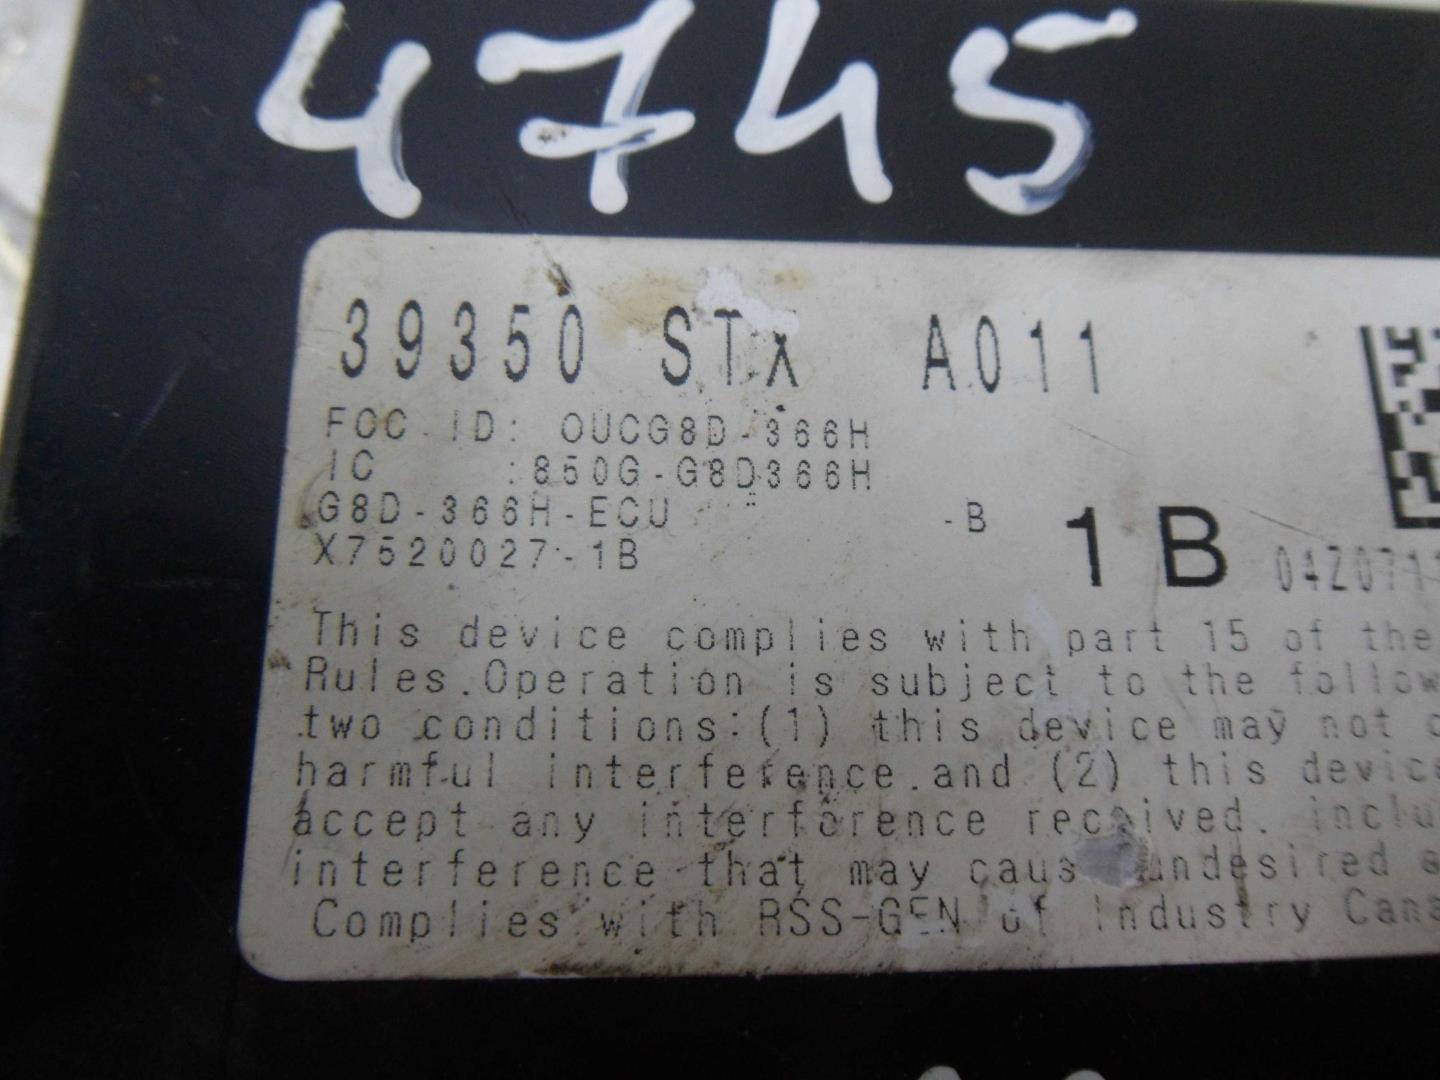 4745
39350 STX A011
FCC ID: OUCG8D-366H
IC :850G-G8D366H
G8D-366H-ECU -B
X7520027-1B
1B
This device complies with part 15 of the
Rules.Operation is subject to the
two conditions:(1) this device may not
harmful interference.and (2) this
accept any interference received.
interference that may undesired
Complies with RSS-GEN of Industry